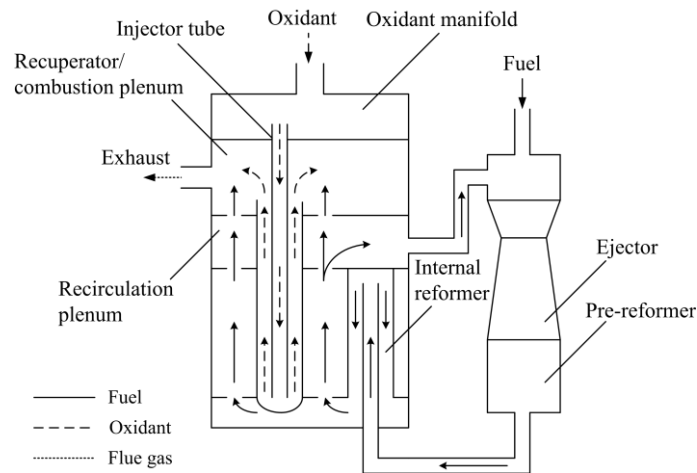 Injector tube
Oxidant
Oxidant manifold
Recuperator/
combustion plenum
Fuel
Exhaust
Recirculation
plenum
Internal
reformer
Ejector
Pre-reformer
Fuel
Oxidant
Flue gas